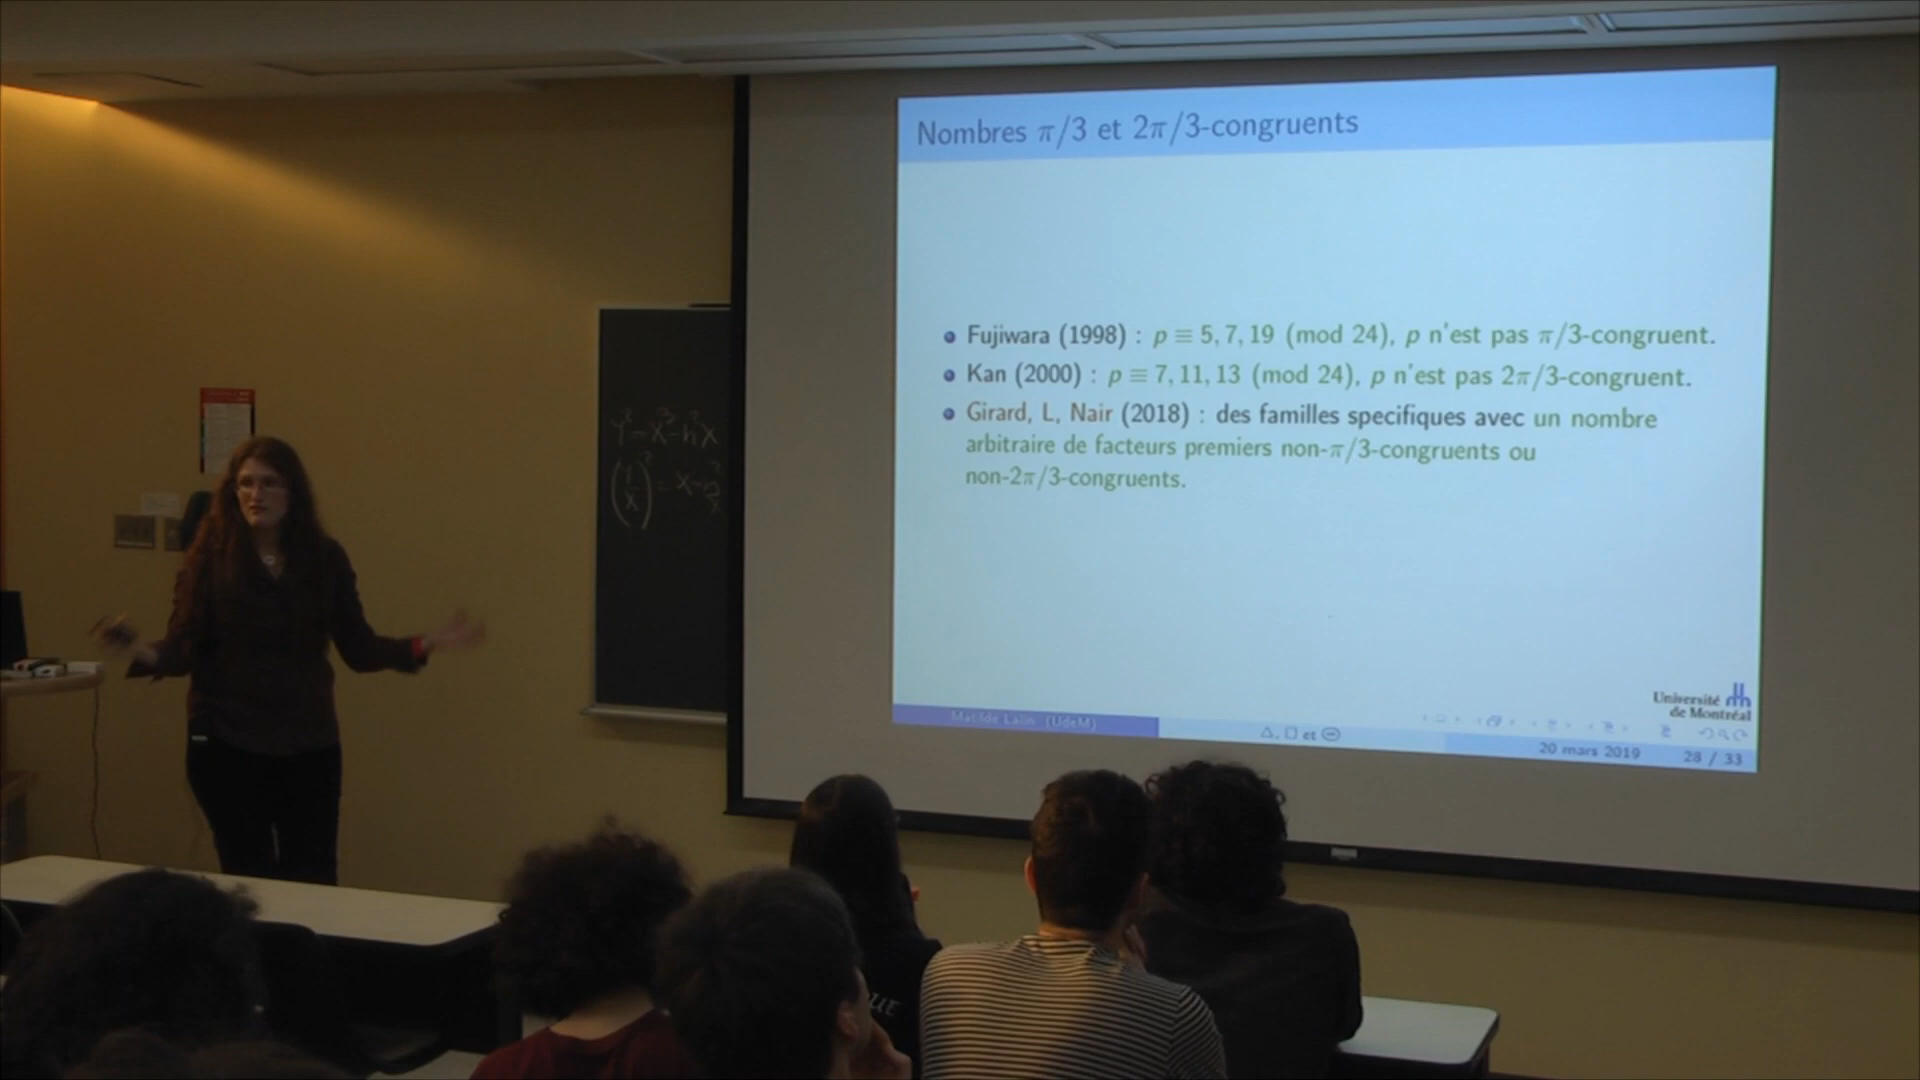 Nombres π/3 et 2π/3-congruents
Fujiwara (1998) : p ≡ 5, 7, 19 (mod 24), p n'est pas π/3-congruent.
Kan (2000) : p ≡ 7, 11, 13 (mod 24), p n'est pas 2π/3-congruent.
Girard, L, Nair (2018) : des familles specifiques avec un nombre
arbitraire de facteurs premiers non-π/3-congruents ou
non-2π/3-congruents.
Université
de Montréal
Matilde Lalín (UdeM)
△, □ et ⊖
20 mars 2019
28 / 33